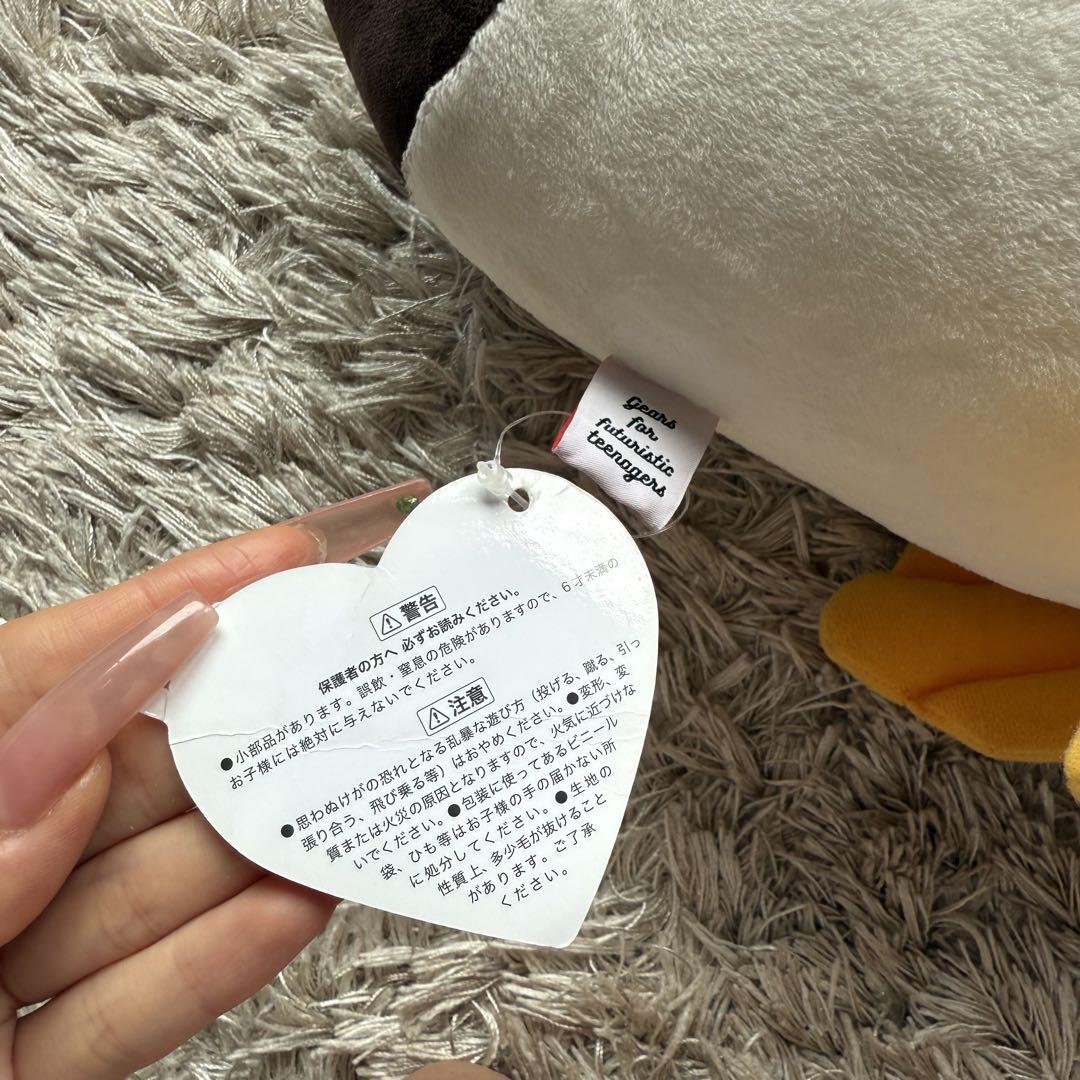 Gears
for
futuristic
teenagers
⚠警告
保護者の方へ 必ずお読みください。
●小部品があります。誤飲・窒息の危険がありますので、6才未満の
お子様には絶対に与えないでください。
⚠注意
●思わぬけがの恐れとなる乱暴な遊び方（投げる、蹴る、引っ
張り合う、飛び乗る等）はおやめください。●変形、変
質または火災の原因となりますので、火気に近づけな
いでください。●包装に使ってあるビニール
袋、ひも等はお子様の手の届かない所
に処分してください。●生地の
性質上、多少毛が抜けること
があります。ご了承
ください。